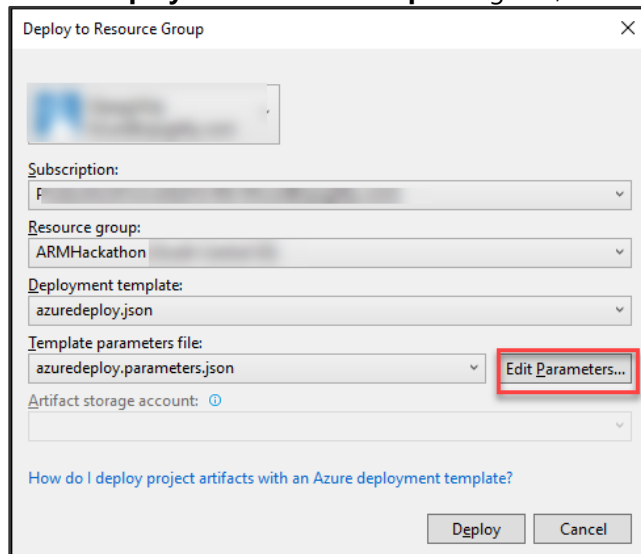 Deploy to Resource Group
Subscription:
Resource group:
ARMHackathon
Deployment template:
azuredeploy.json
Template parameters file:
azuredeploy.parameters.json
Edit Parameters...
Artifact storage account:
How do I deploy project artifacts with an Azure deployment template?
Deploy
Cancel